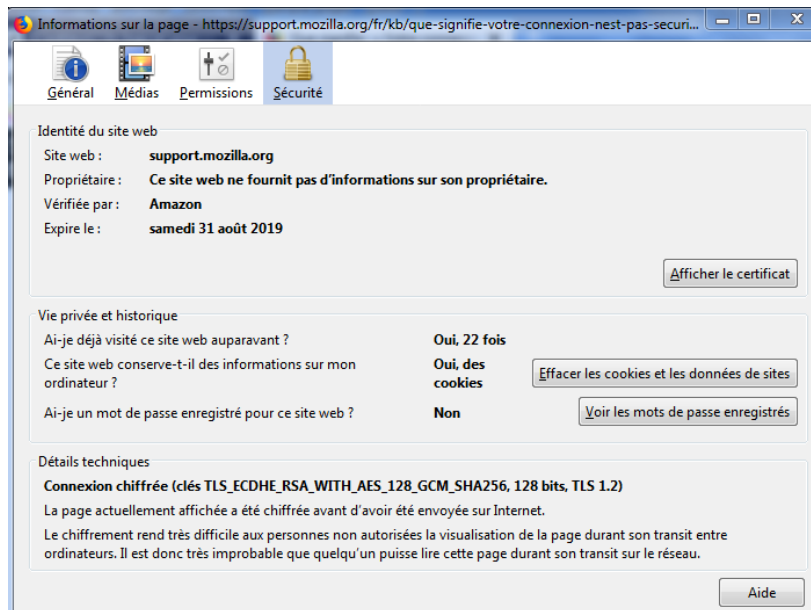 Informations sur la page - https://support.mozilla.org/fr/kb/que-signifie-votre-connexion-nest-pas-securi...
Général Médias Permissions Sécurité
Identité du site web
Site web : support.mozilla.org
Propriétaire : Ce site web ne fournit pas d'informations sur son propriétaire.
Vérifiée par : Amazon
Expire le : samedi 31 août 2019
Afficher le certificat
Vie privée et historique
Ai-je déjà visité ce site web auparavant ? Oui, 22 fois
Ce site web conserve-t-il des informations sur mon Oui, des
ordinateur ? cookies Effacer les cookies et les données de sites
Ai-je un mot de passe enregistré pour ce site web ? Non Voir les mots de passe enregistrés
Détails techniques
Connexion chiffrée (clés TLS_ECDHE_RSA_WITH_AES_128_GCM_SHA256, 128 bits, TLS 1.2)
La page actuellement affichée a été chiffrée avant d'avoir été envoyée sur Internet.
Le chiffrement rend très difficile aux personnes non autorisées la visualisation de la page durant son transit entre
ordinateurs. Il est donc très improbable que quelqu'un puisse lire cette page durant son transit sur le réseau.
Aide